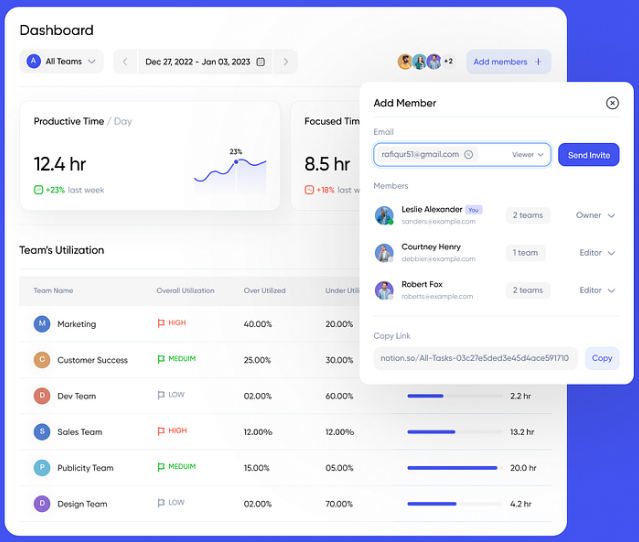 Dashboard
A All Teams
Dec 27, 2022 - Jan 03, 2023
+2
Add members +
Productive Time / Day
12.4 hr
23%
+23% last week
Focused Tim
8.5 hr
+18% last w
Team's Utilization
Team Name Overall Utilization Over Utilized Under Utili
M Marketing HIGH 40.00% 20.00%
C Customer Success MEDUIM 25.00% 30.00%
D Dev Team LOW 02.00% 60.00% 2.2 hr
S Sales Team HIGH 12.00% 12.00% 13.2 hr
P Publicity Team MEDUIM 15.00% 05.00% 20.0 hr
D Design Team LOW 02.00% 70.00% 4.2 hr
Add Member
Email
rafiqur51@gmail.com Viewer Send Invite
Members
Leslie Alexander You
sanders@example.com
2 teams Owner
Courtney Henry
debbier@example.com
1 team Editor
Robert Fox
roberts@example.com
2 teams Editor
Copy Link
notion.so/All-Tasks-03c27e5ded3e45d4ace591710 Copy